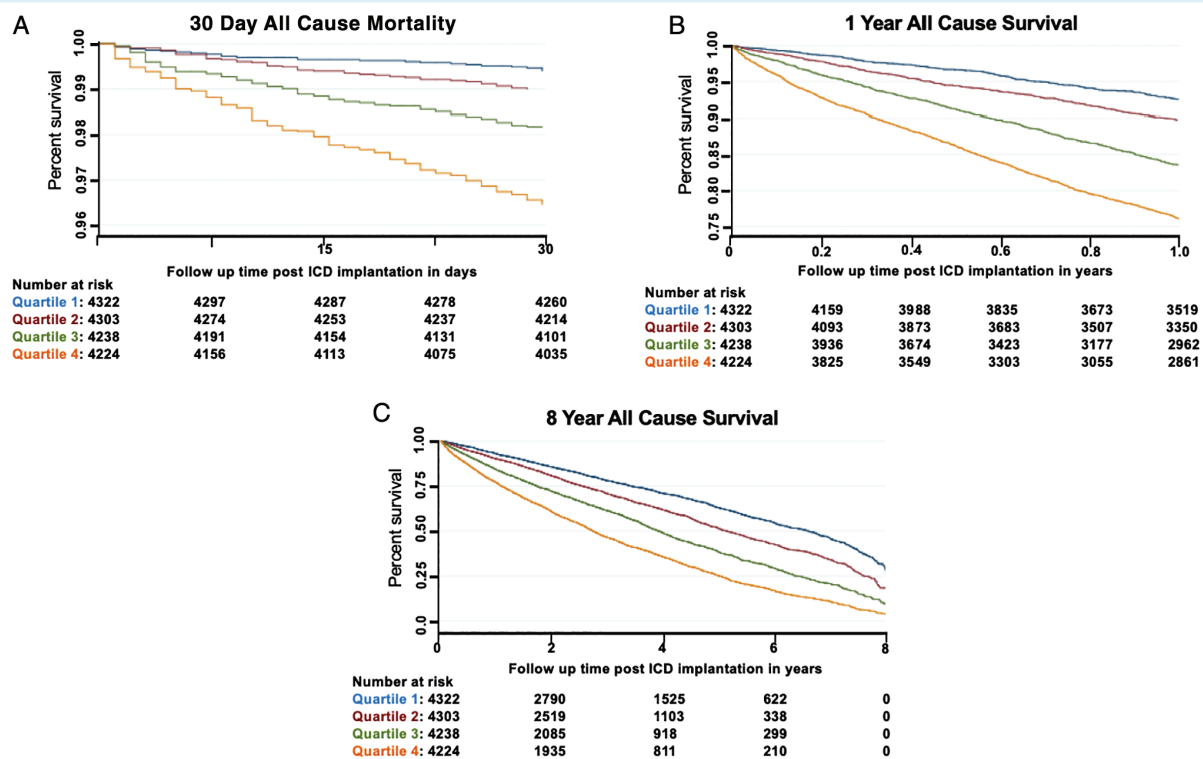 A
30 Day All Cause Mortality
Percent survival
1.00
0.99
0.98
0.97
0.96
15
30
Follow up time post ICD implantation in days
Number at risk
Quartile 1: 4322 4297 4287 4278 4260
Quartile 2: 4303 4274 4253 4237 4214
Quartile 3: 4238 4191 4154 4131 4101
Quartile 4: 4224 4156 4113 4075 4035
B
1 Year All Cause Survival
Percent survival
1.00
0.95
0.90
0.85
0.80
0.75
0 0.2 0.4 0.6 0.8 1.0
Follow up time post ICD implantation in years
Number at risk
Quartile 1: 4322 4159 3988 3835 3673 3519
Quartile 2: 4303 4093 3873 3683 3507 3350
Quartile 3: 4238 3936 3674 3423 3177 2962
Quartile 4: 4224 3825 3549 3303 3055 2861
C
8 Year All Cause Survival
Percent survival
1.00
0.75
0.50
0.25
0.0
0 2 4 6 8
Follow up time post ICD implantation in years
Number at risk
Quartile 1: 4322 2790 1525 622 0
Quartile 2: 4303 2519 1103 338 0
Quartile 3: 4238 2085 918 299 0
Quartile 4: 4224 1935 811 210 0